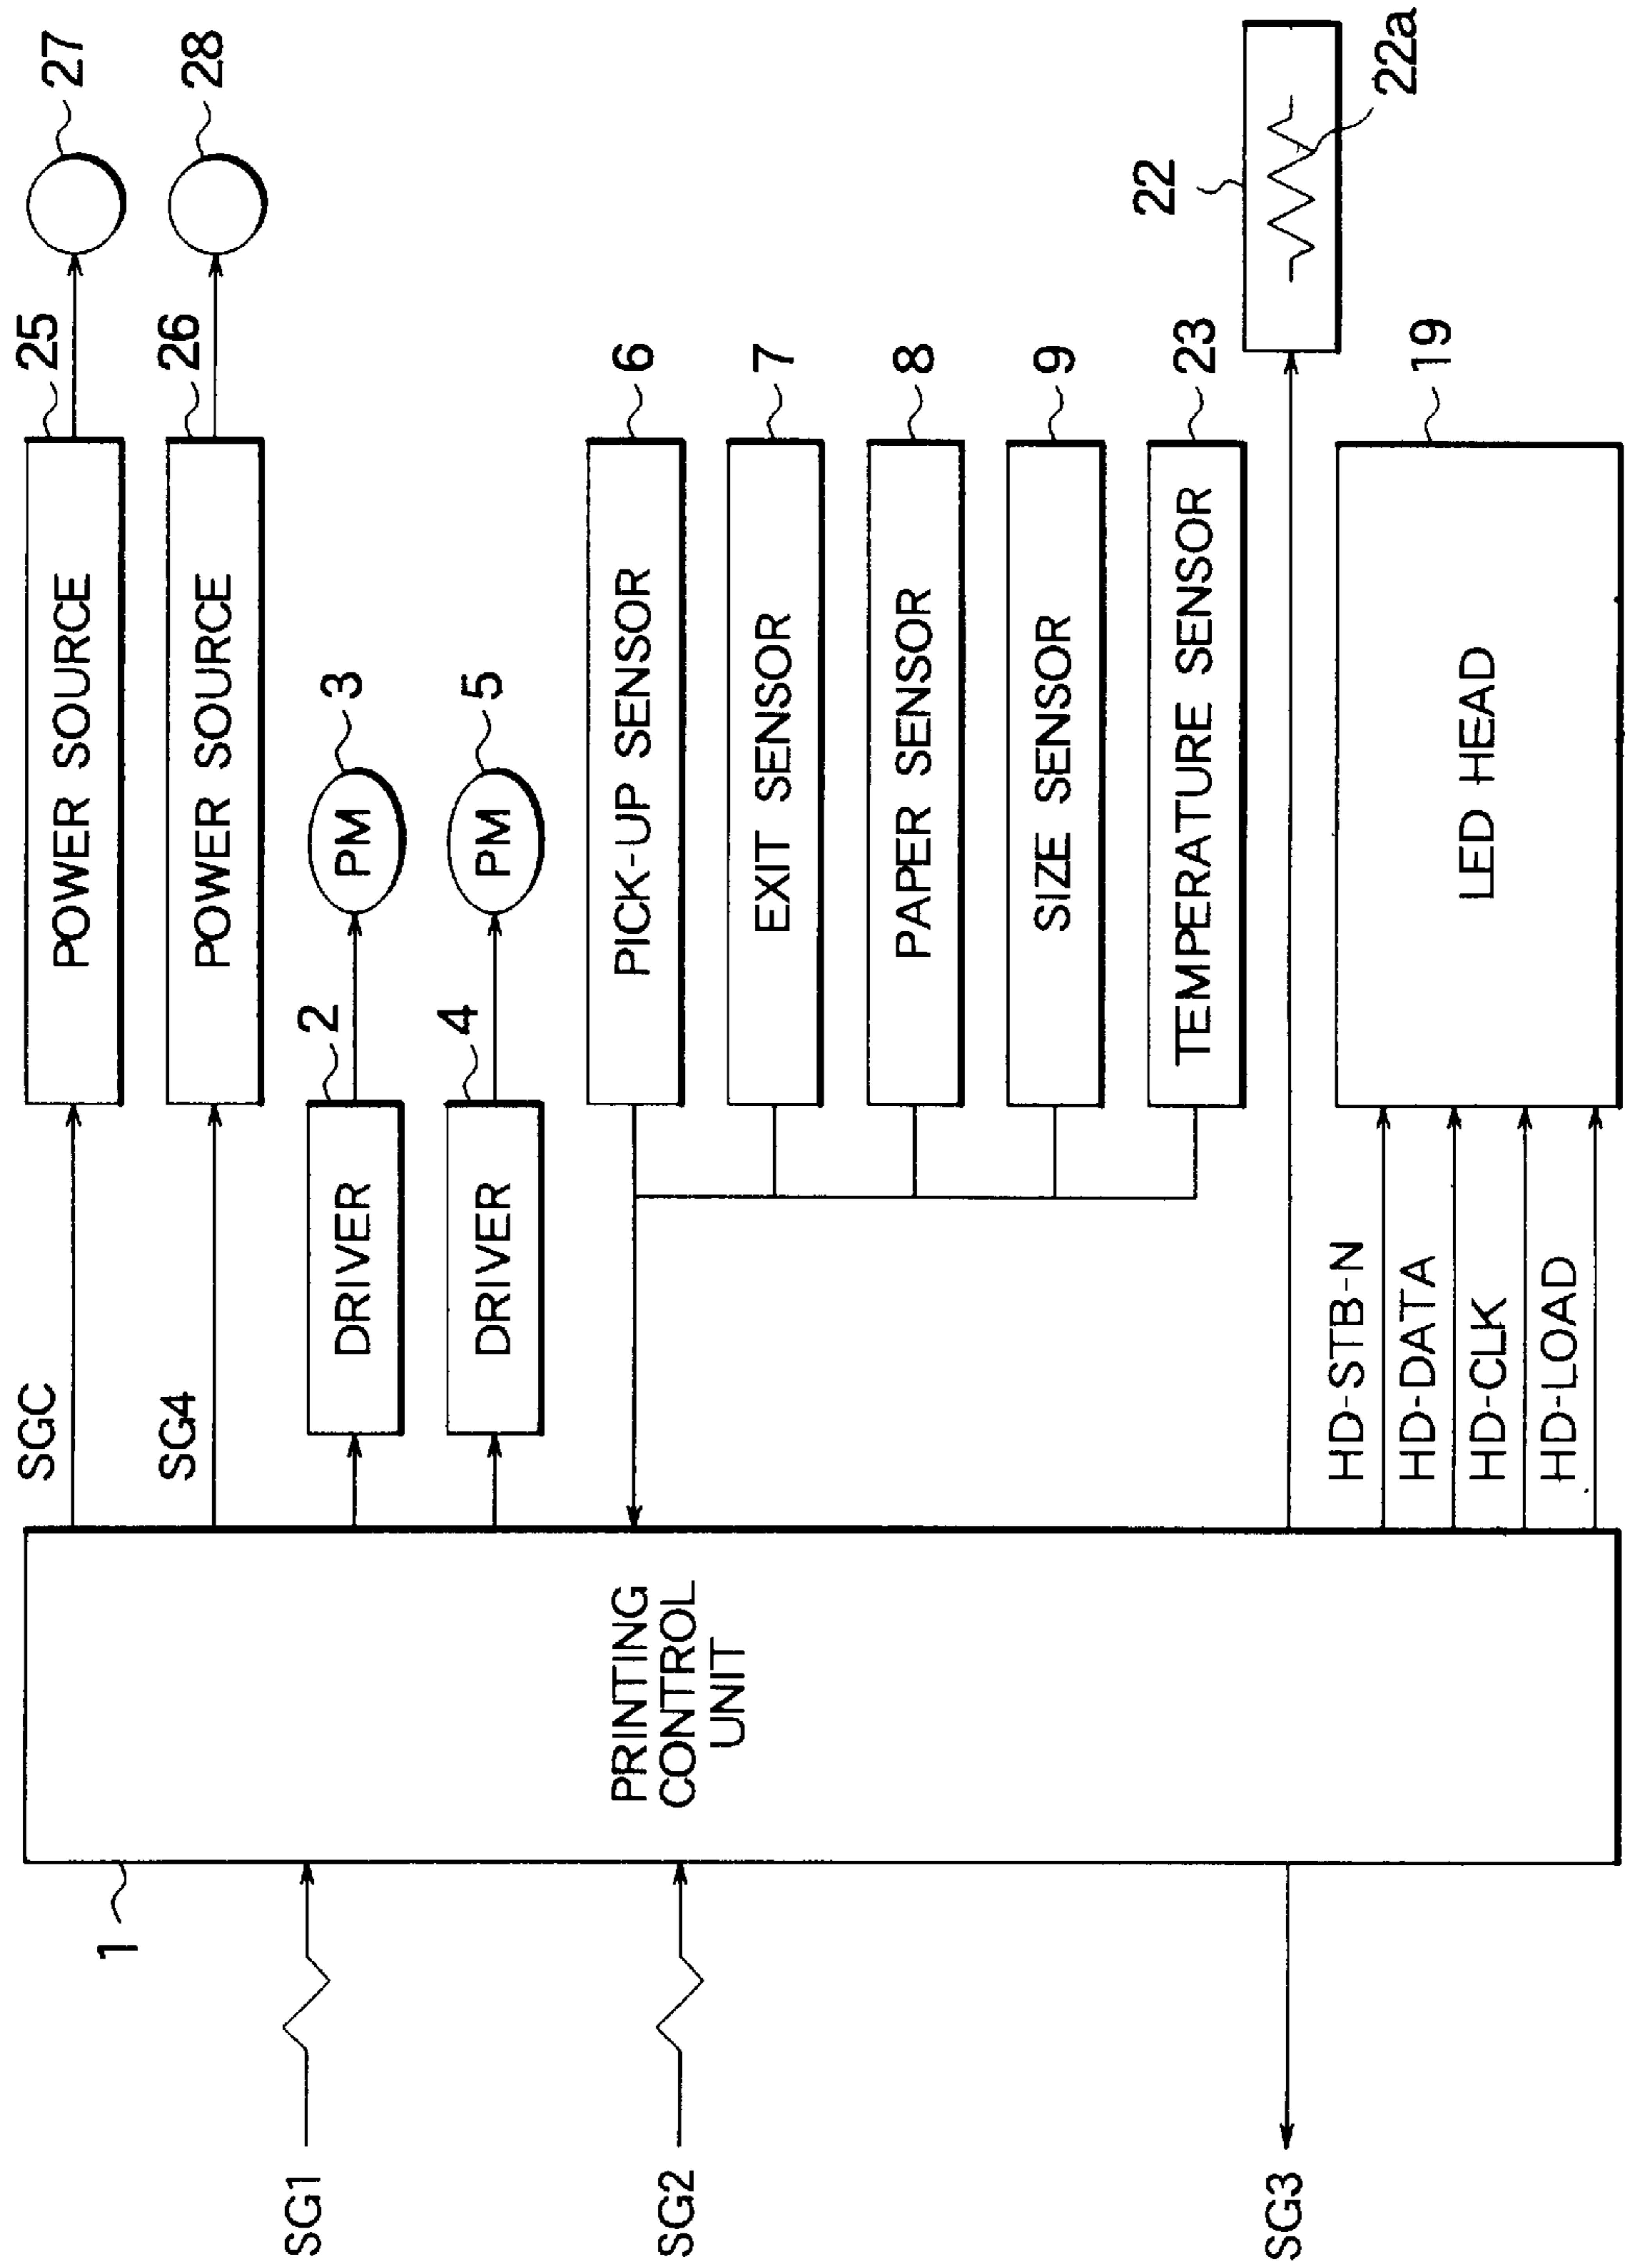 SGC
POWER SOURCE
25
27
SG4
POWER SOURCE
26
28
SG1
DRIVER
2
PM
3
DRIVER
4
PM
5
1
PRINTING
CONTROL
UNIT
SG2
PICK-UP SENSOR
6
EXIT SENSOR
7
PAPER SENSOR
8
SIZE SENSOR
9
TEMPERATURE SENSOR
23
22
22a
SG3
HD-STB-N
HD-DATA
HD-CLK
HD-LOAD
LED HEAD
19